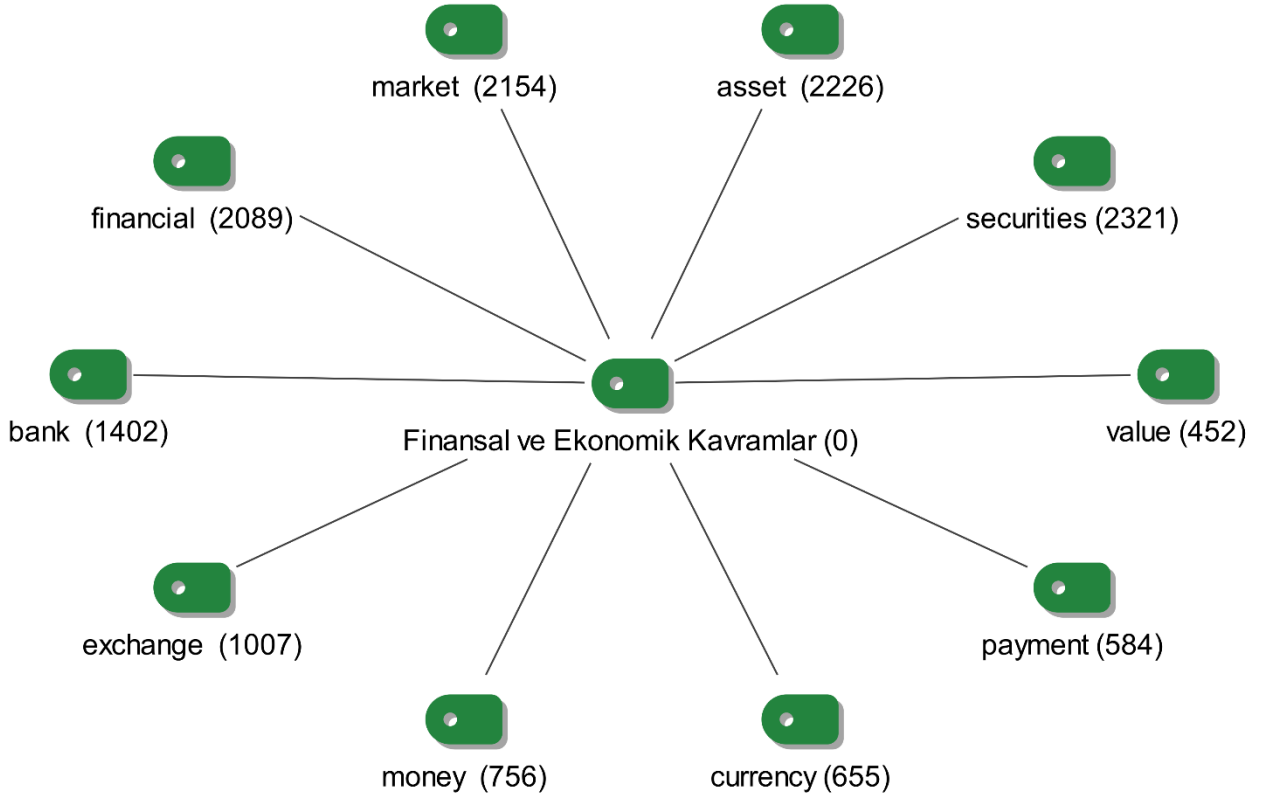 market (2154)
asset (2226)
financial (2089)
securities (2321)
bank (1402)
Finansal ve Ekonomik Kavramlar (0)
value (452)
exchange (1007)
payment (584)
money (756)
currency (655)